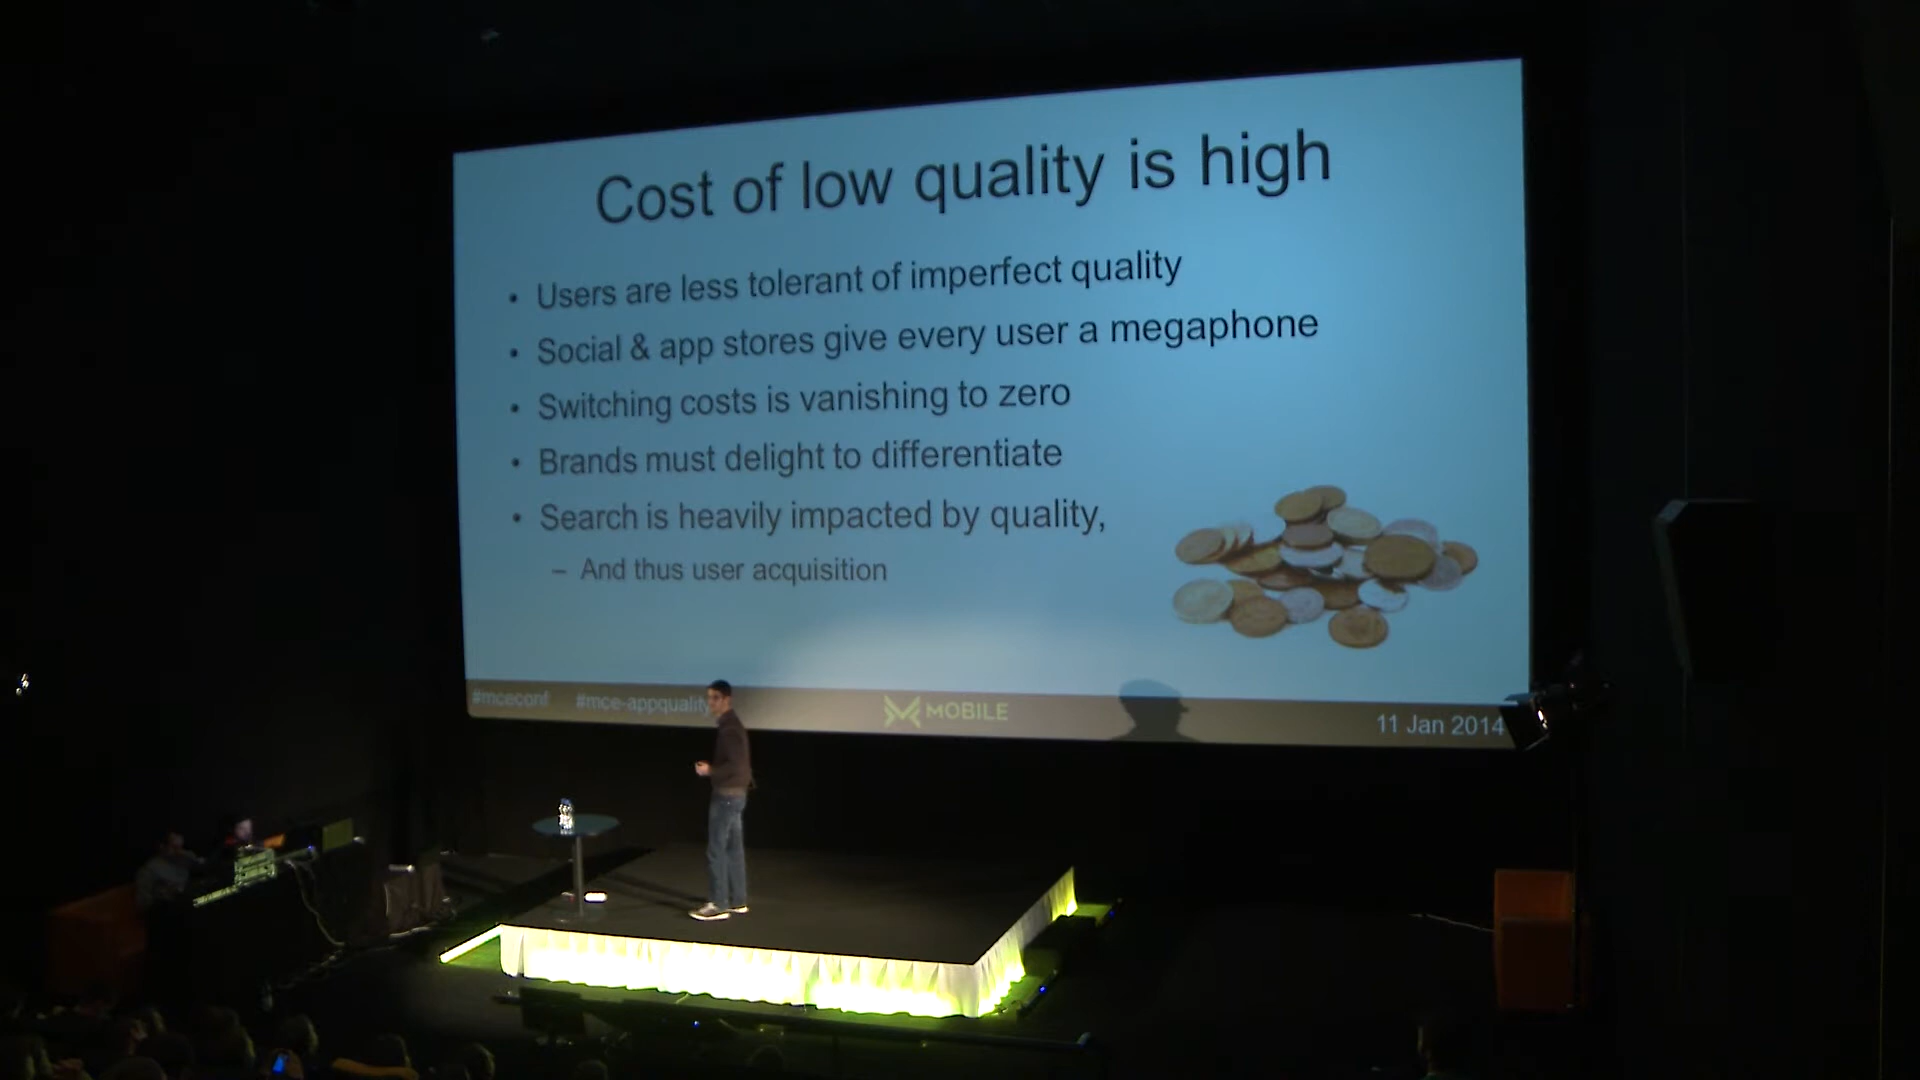 Cost of low quality is high
• Users are less tolerant of imperfect quality
• Social & app stores give every user a megaphone
• Switching costs is vanishing to zero
• Brands must delight to differentiate
• Search is heavily impacted by quality,
– And thus user acquisition
#mceconf #mce-appquality MOBILE 11 Jan 2014